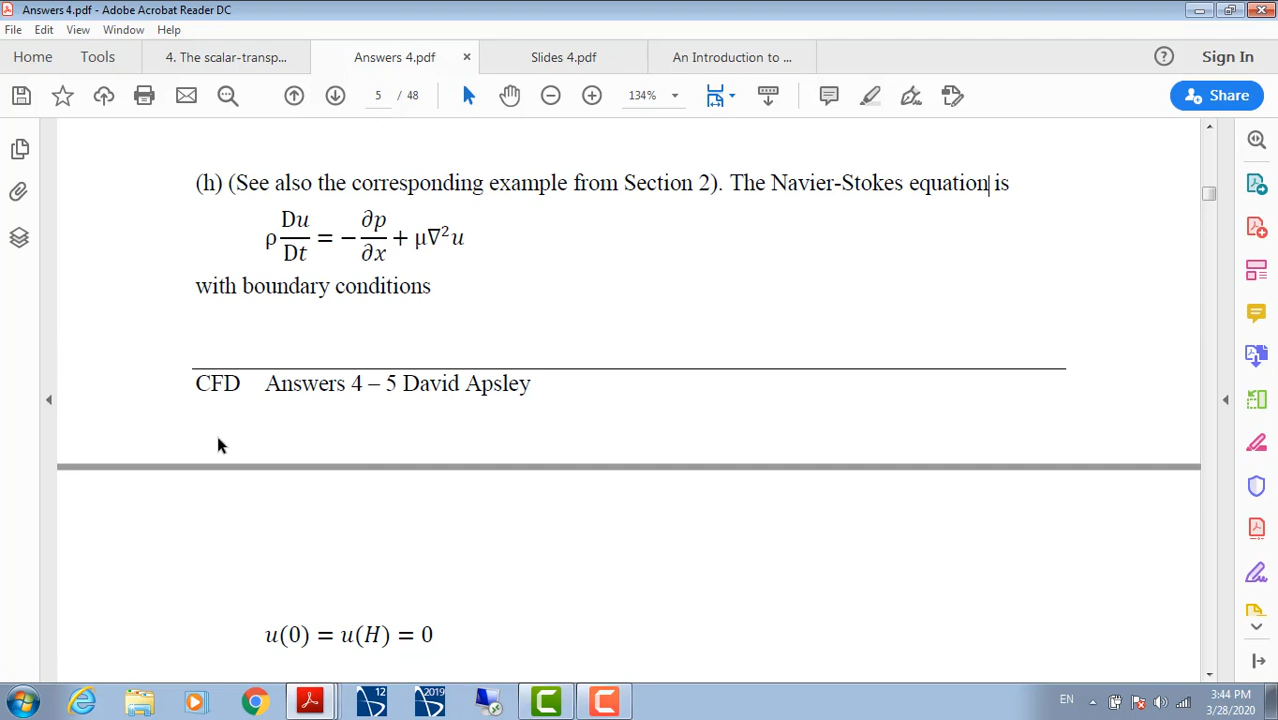 Answers 4.pdf - Adobe Acrobat Reader DC
File Edit View Window Help
Home Tools 4. The scalar-transp... Answers 4.pdf × Slides 4.pdf An Introduction to ... Sign In
5 / 48 134% Share
(h) (See also the corresponding example from Section 2). The Navier-Stokes equation is
ρ Du/Dt = − ∂p/∂x + μ∇²u
with boundary conditions
CFD Answers 4 – 5 David Apsley
u(0) = u(H) = 0
12 2019 EN 3:44 PM
3/28/2020